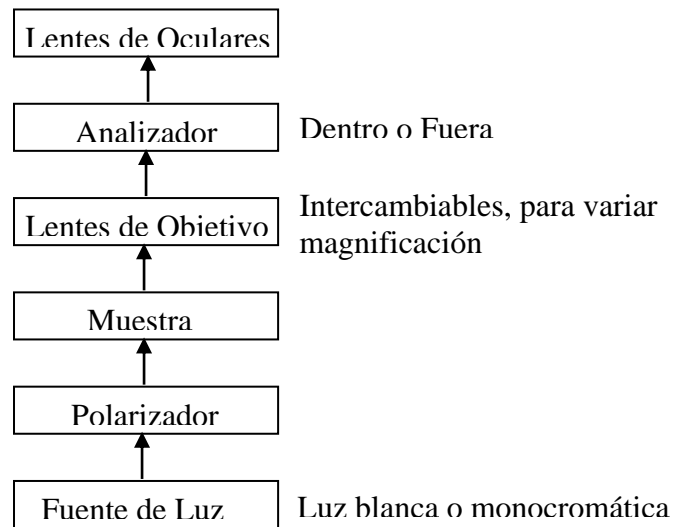 Lentes de Oculares
Analizador
Dentro o Fuera
Lentes de Objetivo
Intercambiables, para variar
magnificación
Muestra
Polarizador
Fuente de Luz
Luz blanca o monocromática